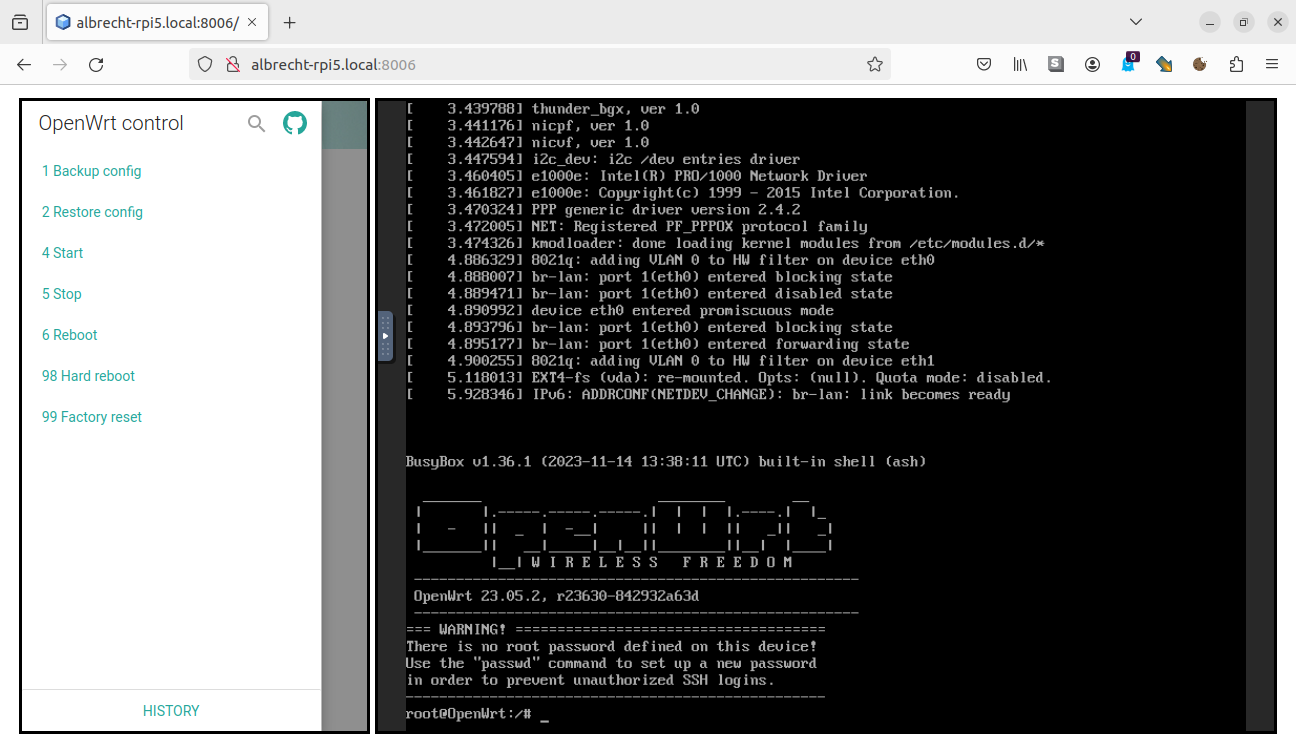 albrecht-rpi5.local:8006/
albrecht-rpi5.local:8006
S
0
OpenWrt control
1 Backup config
2 Restore config
4 Start
5 Stop
6 Reboot
98 Hard reboot
99 Factory reset
HISTORY
[    3.439788] thunder_bgx, ver 1.0
[    3.441176] nicpf, ver 1.0
[    3.442647] nicvf, ver 1.0
[    3.447594] i2c_dev: i2c /dev entries driver
[    3.460405] e1000e: Intel(R) PRO/1000 Network Driver
[    3.461827] e1000e: Copyright(c) 1999 - 2015 Intel Corporation.
[    3.470324] PPP generic driver version 2.4.2
[    3.472005] NET: Registered PF_PPPOX protocol family
[    3.474326] kmodloader: done loading kernel modules from /etc/modules.d/*
[    4.886329] 8021q: adding VLAN 0 to HW filter on device eth0
[    4.888007] br-lan: port 1(eth0) entered blocking state
[    4.889471] br-lan: port 1(eth0) entered disabled state
[    4.890992] device eth0 entered promiscuous mode
[    4.893796] br-lan: port 1(eth0) entered blocking state
[    4.895177] br-lan: port 1(eth0) entered forwarding state
[    4.900255] 8021q: adding VLAN 0 to HW filter on device eth1
[    5.118013] EXT4-fs (vda): re-mounted. Opts: (null). Quota mode: disabled.
[    5.928346] IPv6: ADDRCONF(NETDEV_CHANGE): br-lan: link becomes ready
BusyBox v1.36.1 (2023-11-14 13:38:11 UTC) built-in shell (ash)
OpenWrt
W I R E L E S S   F R E E D O M
-----------------------------------------------------
OpenWrt 23.05.2, r23630-842932a63d
-----------------------------------------------------
=== WARNING! =====================================
There is no root password defined on this device!
Use the "passwd" command to set up a new password
in order to prevent unauthorized SSH logins.
--------------------------------------------------
root@OpenWrt:/# _